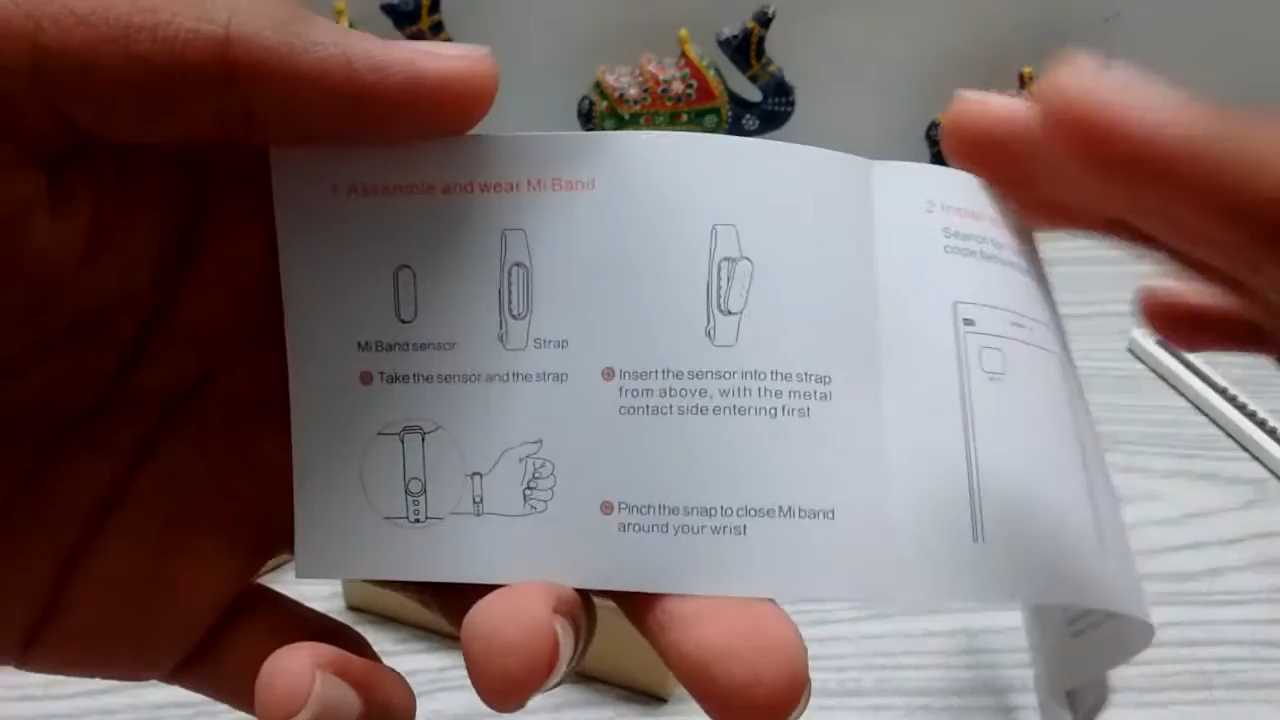 1 Assemble and wear Mi Band
Mi Band sensor
Strap
Take the sensor and the strap
Insert the sensor into the strap
from above, with the metal
contact side entering first
Pinch the snap to close Mi band
around your wrist
2